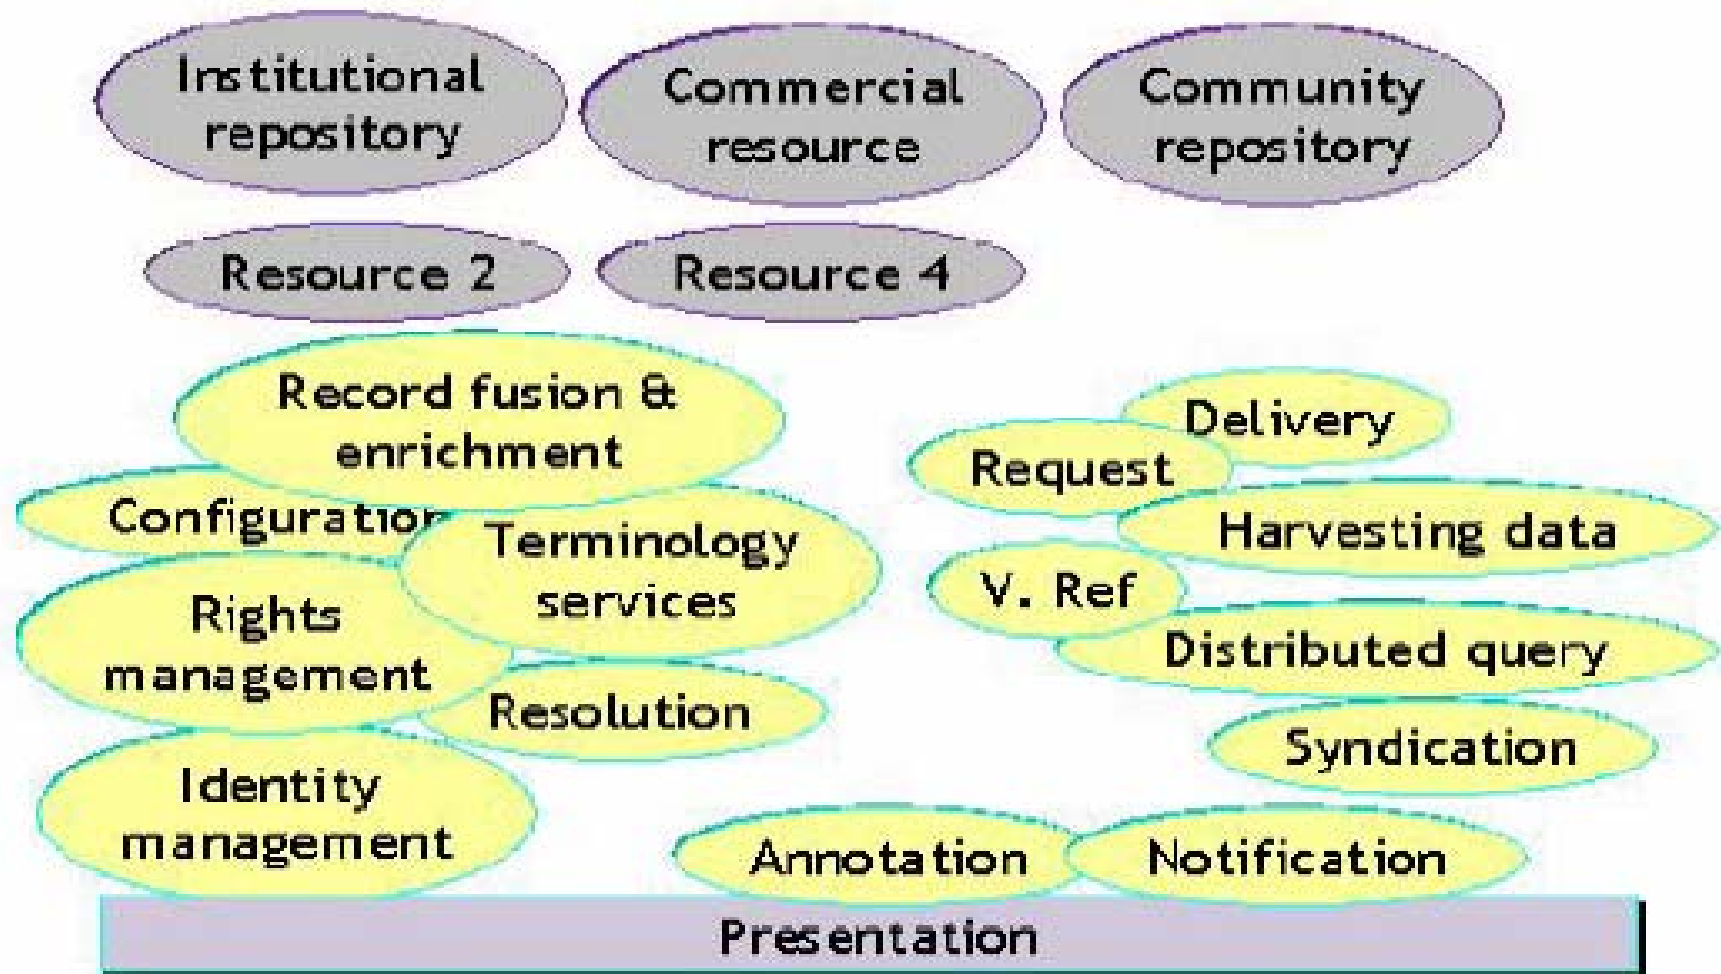 Institutional
repository
Commercial
resource
Community
repository
Resource 2
Resource 4
Record fusion &
enrichment
Delivery
Request
Configuration
Terminology
services
Harvesting data
V. Ref
Rights
management
Distributed query
Resolution
Syndication
Identity
management
Annotation
Notification
Presentation